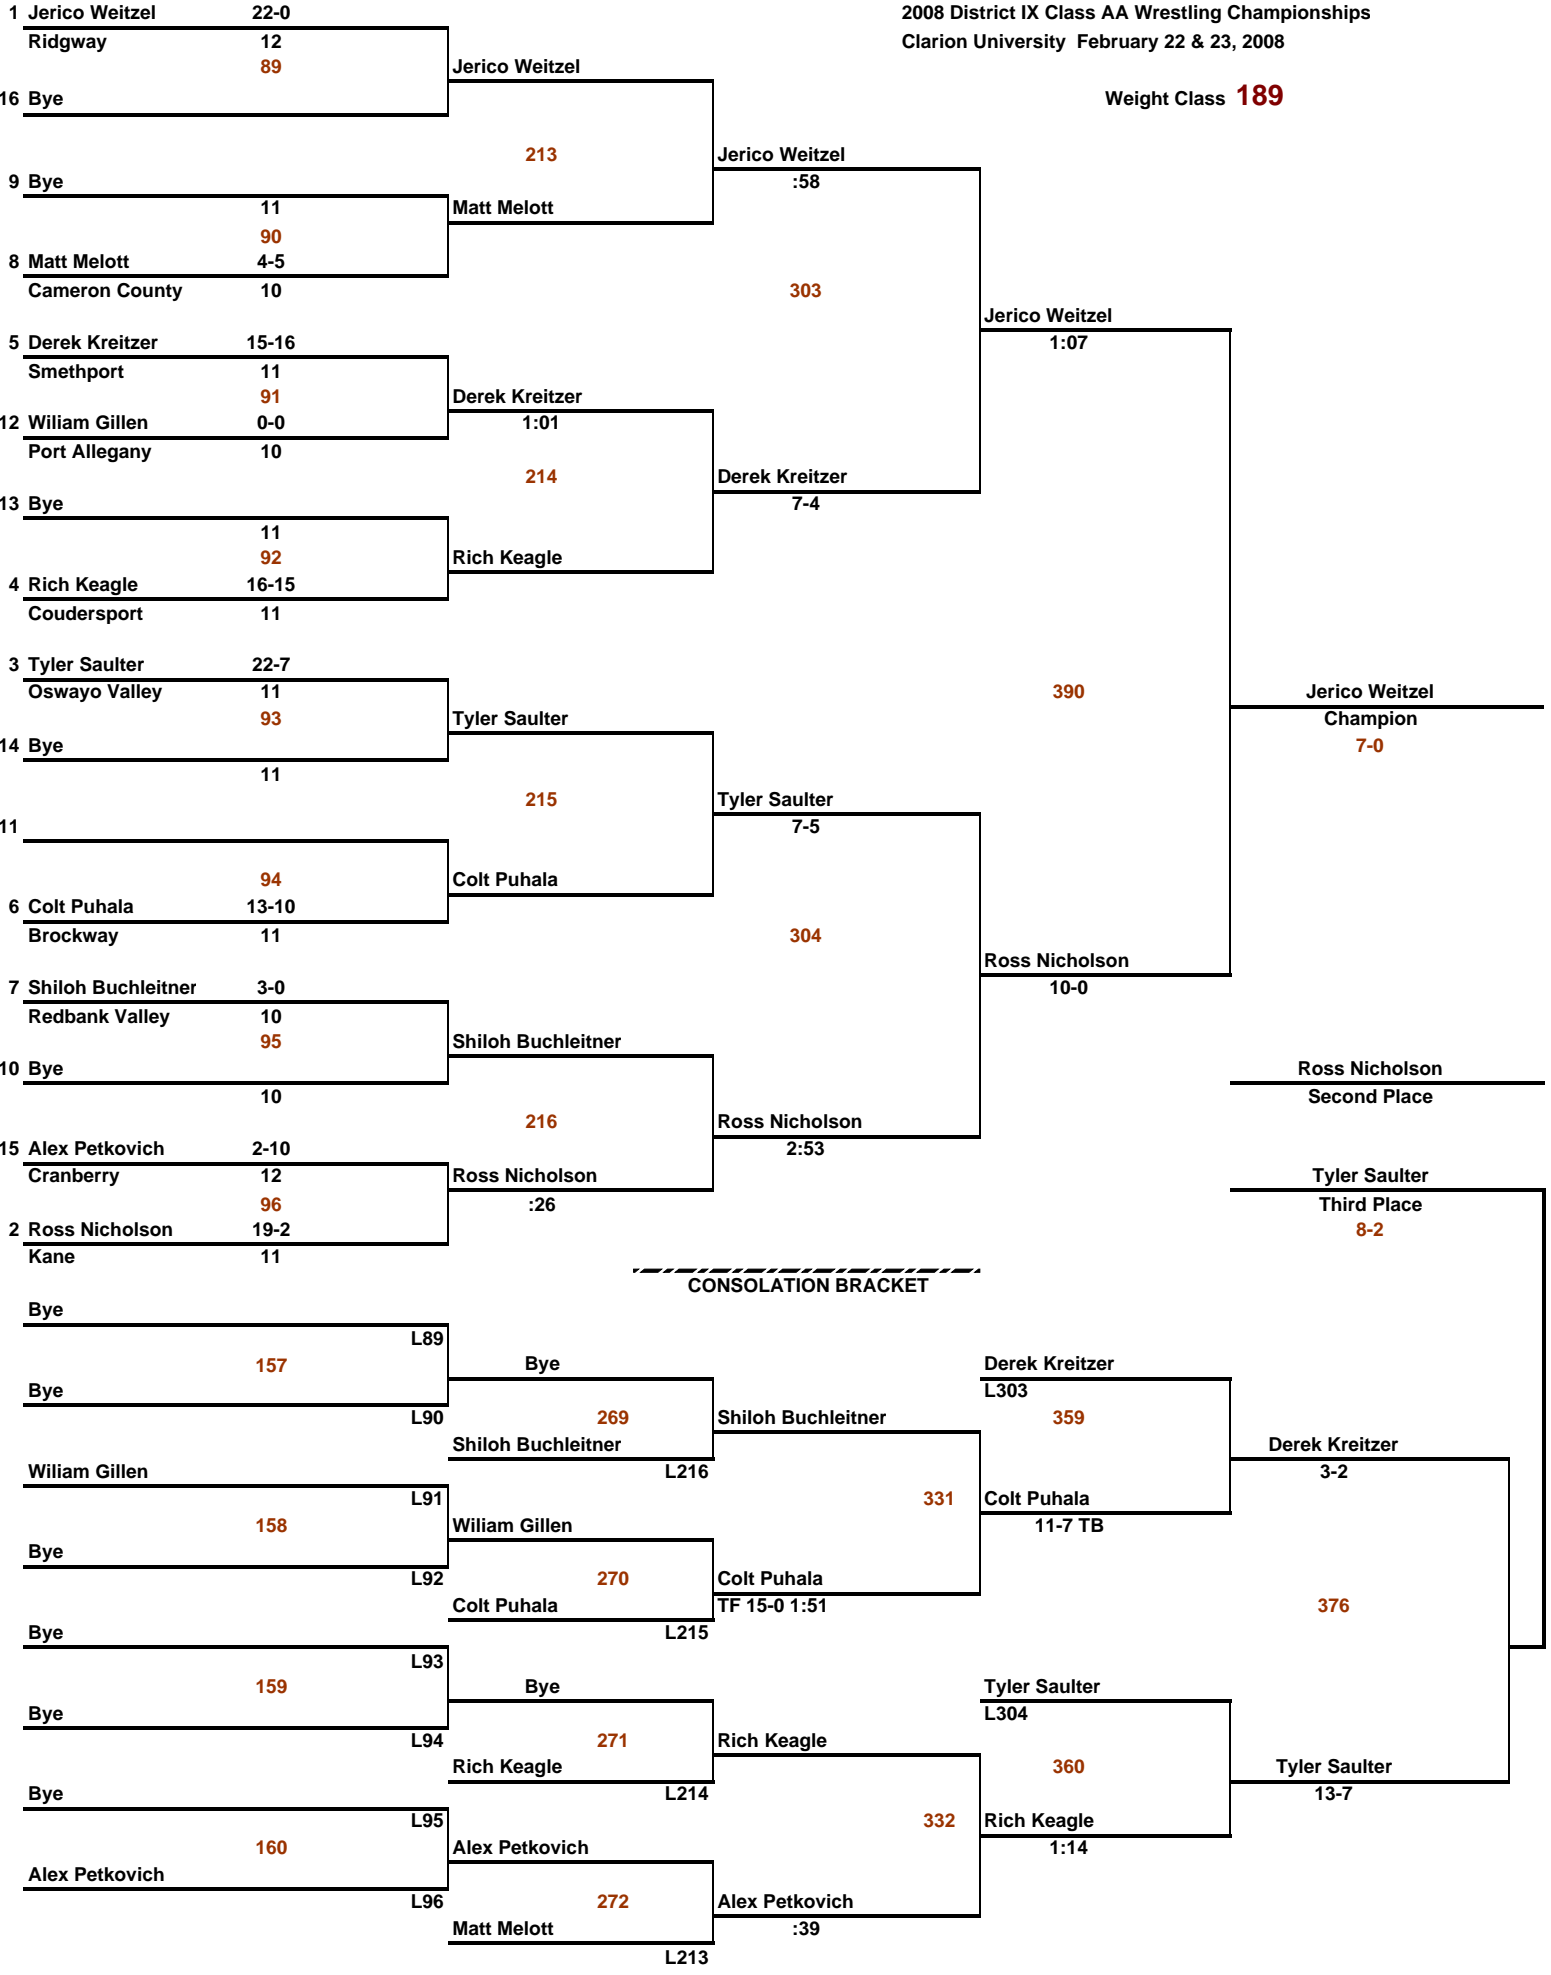 1 Jerico Weitzel 22-0 2008 District IX Class AA Wrestling Championships
Ridgway 12 Clarion University February 22 & 23, 2008
89 Jerico Weitzel
16 Bye Weight Class 189
213 Jerico Weitzel
9 Bye :58
11 Matt Melott
90
8 Matt Melott 4-5
Cameron County 10 303
Jerico Weitzel
5 Derek Kreitzer 15-16 1:07
Smethport 11
91 Derek Kreitzer
12 Wiliam Gillen 0-0 1:01
Port Allegany 10
214 Derek Kreitzer
13 Bye 7-4
11
92 Rich Keagle
4 Rich Keagle 16-15
Coudersport 11
3 Tyler Saulter 22-7
Oswayo Valley 11 390 Jerico Weitzel
93 Tyler Saulter Champion
14 Bye 7-0
11
215 Tyler Saulter
11 7-5
94 Colt Puhala
6 Colt Puhala 13-10
Brockway 11 304
Ross Nicholson
7 Shiloh Buchleitner 3-0 10-0
Redbank Valley 10
95 Shiloh Buchleitner
10 Bye Ross Nicholson
10 Second Place
216 Ross Nicholson
15 Alex Petkovich 2-10 2:53
Cranberry 12 Ross Nicholson Tyler Saulter
96 :26 Third Place
2 Ross Nicholson 19-2 8-2
Kane 11
CONSOLATION BRACKET
Bye
L89
157 Bye Derek Kreitzer
Bye L303
L90 269 Shiloh Buchleitner 359
Shiloh Buchleitner Derek Kreitzer
Wiliam Gillen L216 3-2
L91 331 Colt Puhala
158 Wiliam Gillen 11-7 TB
Bye
L92 270 Colt Puhala
Colt Puhala TF 15-0 1:51 376
Bye L215
L93
159 Bye Tyler Saulter
Bye L304
L94 271 Rich Keagle
Rich Keagle 360 Tyler Saulter
Bye L214 13-7
L95 332 Rich Keagle
160 Alex Petkovich 1:14
Alex Petkovich
L96 272 Alex Petkovich
Matt Melott :39
L213